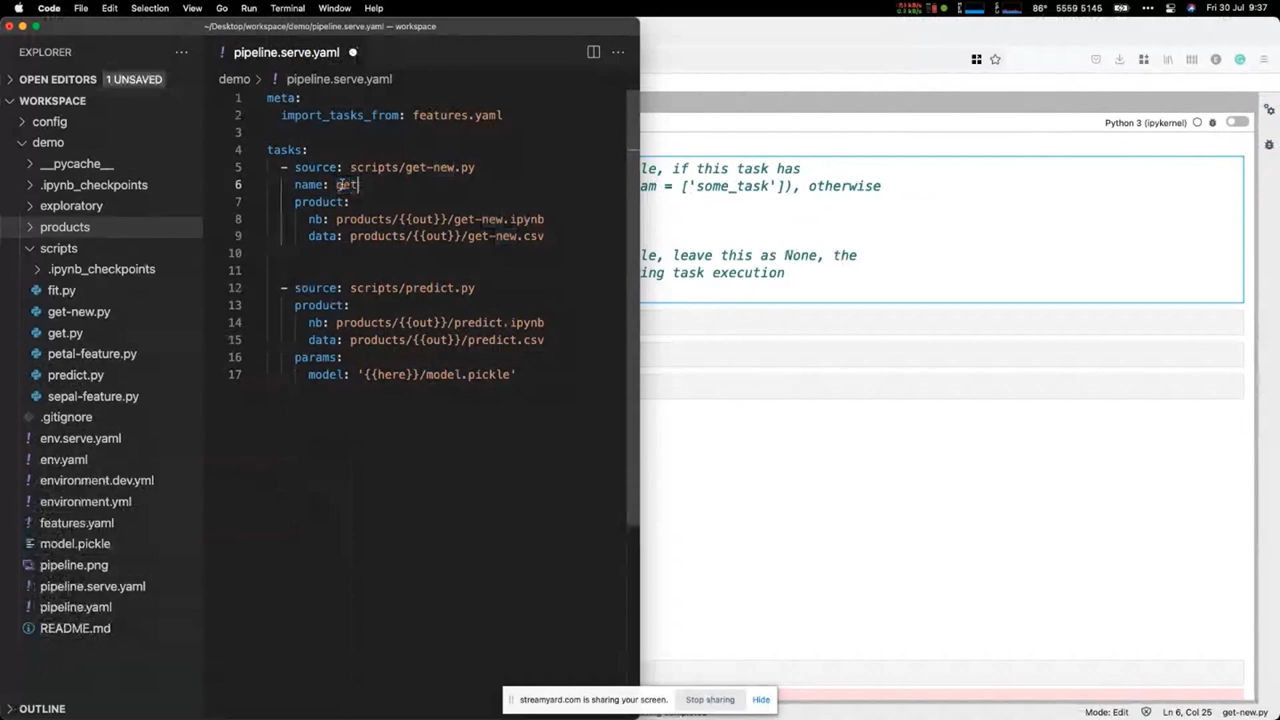 Code File Edit Selection View Go Run Terminal Window Help
86° 5559 5145 Fri 30 Jul 9:37
~/Desktop/workspace/demo/pipeline.serve.yaml — workspace
EXPLORER
OPEN EDITORS 1 UNSAVED
WORKSPACE
config
demo
__pycache__
.ipynb_checkpoints
exploratory
products
scripts
.ipynb_checkpoints
fit.py
get-new.py
get.py
petal-feature.py
predict.py
sepal-feature.py
.gitignore
env.serve.yaml
env.yaml
environment.dev.yml
environment.yml
features.yaml
model.pickle
pipeline.png
pipeline.serve.yaml
pipeline.yaml
README.md
OUTLINE
! pipeline.serve.yaml
demo > ! pipeline.serve.yaml
1 meta:
2 import_tasks_from: features.yaml
3
4 tasks:
5 - source: scripts/get-new.py
6 name: get
7 product:
8 nb: products/{{out}}/get-new.ipynb
9 data: products/{{out}}/get-new.csv
10
11
12 - source: scripts/predict.py
13 product:
14 nb: products/{{out}}/predict.ipynb
15 data: products/{{out}}/predict.csv
16 params:
17 model: '{{here}}/model.pickle'
Python 3 (ipykernel)
le, if this task has
am = ['some_task']), otherwise
le, leave this as None, the
ing task execution
streamyard.com is sharing your screen. Stop sharing Hide
Mode: Edit Ln 6, Col 25 get-new.py